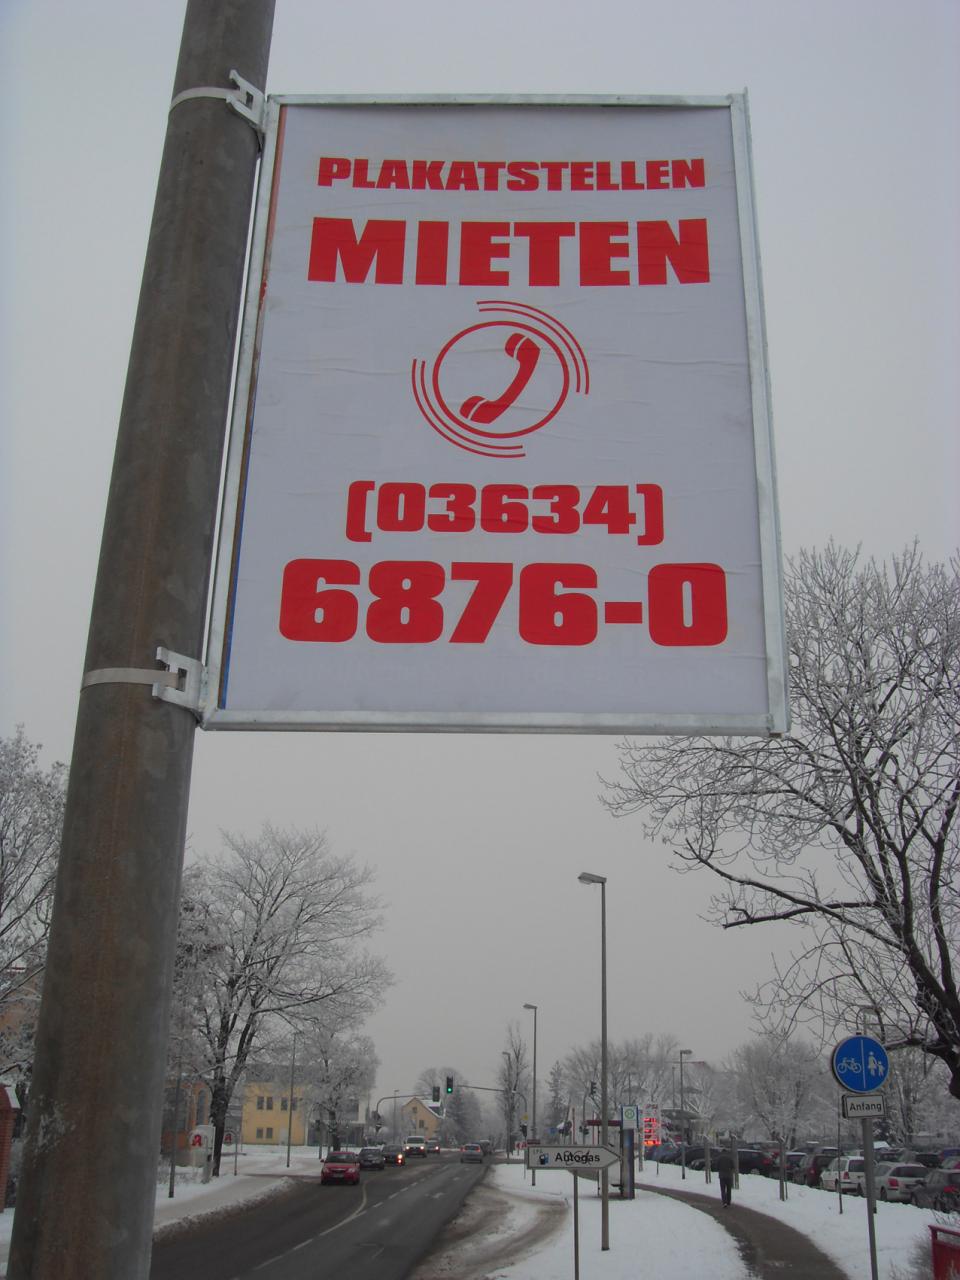 PLAKATSTELLEN
MIETEN
(03634)
6876-0
Anfang
Autogas